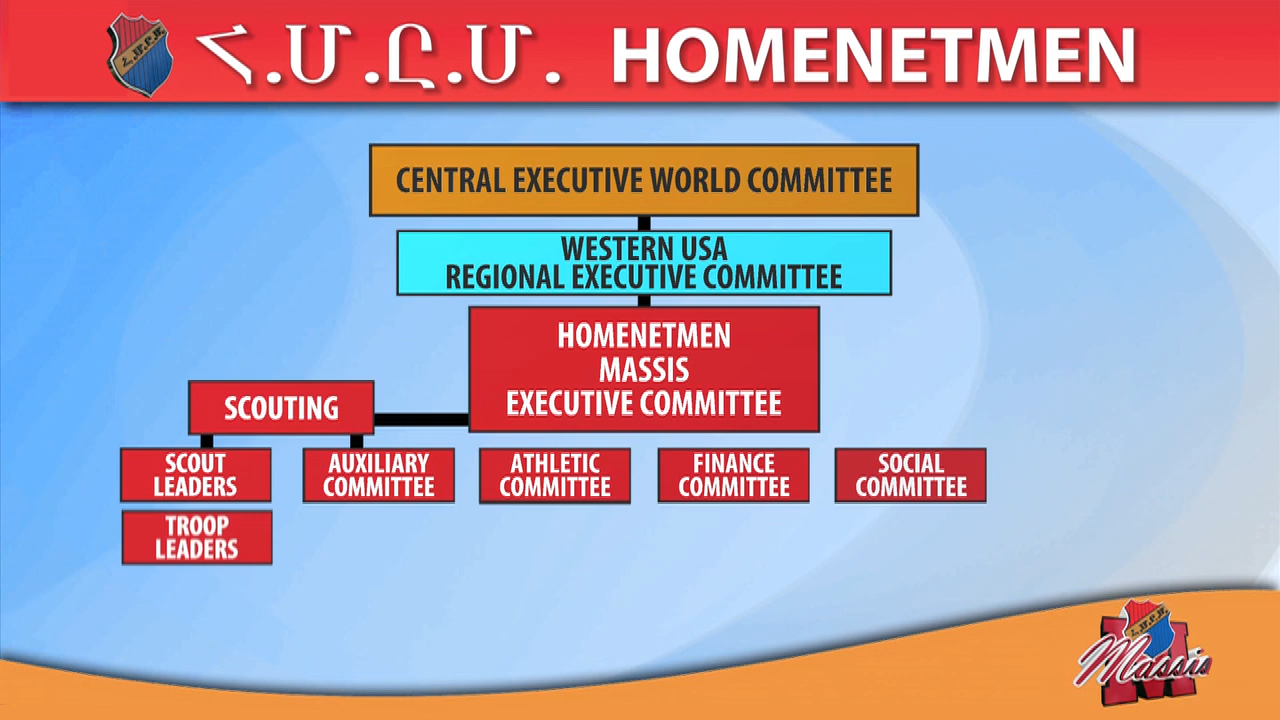 Հ.Մ.Ը.Մ. HOMENETMEN
CENTRAL EXECUTIVE WORLD COMMITTEE
WESTERN USA
REGIONAL EXECUTIVE COMMITTEE
HOMENETMEN
MASSIS
EXECUTIVE COMMITTEE
SCOUTING
SCOUT
LEADERS
AUXILIARY
COMMITTEE
ATHLETIC
COMMITTEE
FINANCE
COMMITTEE
SOCIAL
COMMITTEE
TROOP
LEADERS
Հ.Մ.Ը.Մ.
M
Massis